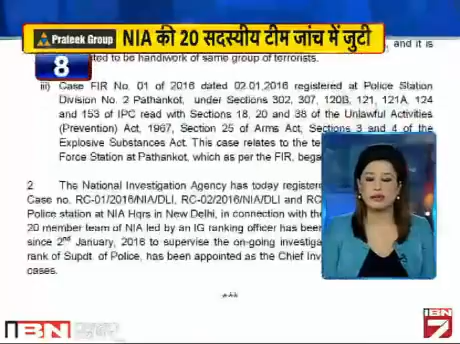 Prateek Group
NIA की 20 सदस्यीय टीम जांच में जुटी
8
, and it is
to be handiwork of same group of terrorists.
iii) Case FIR No. 01 of 2016 dated 02.01.2016 registered at Police Station
Division No. 2 Pathankot, under Sections 302, 307, 120B, 121, 121A, 124
and 153 of IPC read with Sections 18, 20 and 38 of the Unlawful Activities
(Prevention) Act, 1967, Section 25 of Arms Act, Sections 3 and 4 of the
Explosive Substances Act. This case relates to the te
Force Station at Pathankot, which as per the FIR, bega
2 The National Investigation Agency has today registere
Case no. RC-01/2016/NIA/DLI, RC-02/2016/NIA/DLI and RC
Police station at NIA Hqrs in New Delhi, in connection with the
20 member team of NIA led by an IG ranking officer has been
since 2nd January, 2016 to supervise the on-going investiga
rank of Supdt. of Police, has been appointed as the Chief Inv
cases.
***
IBN
IBN
7